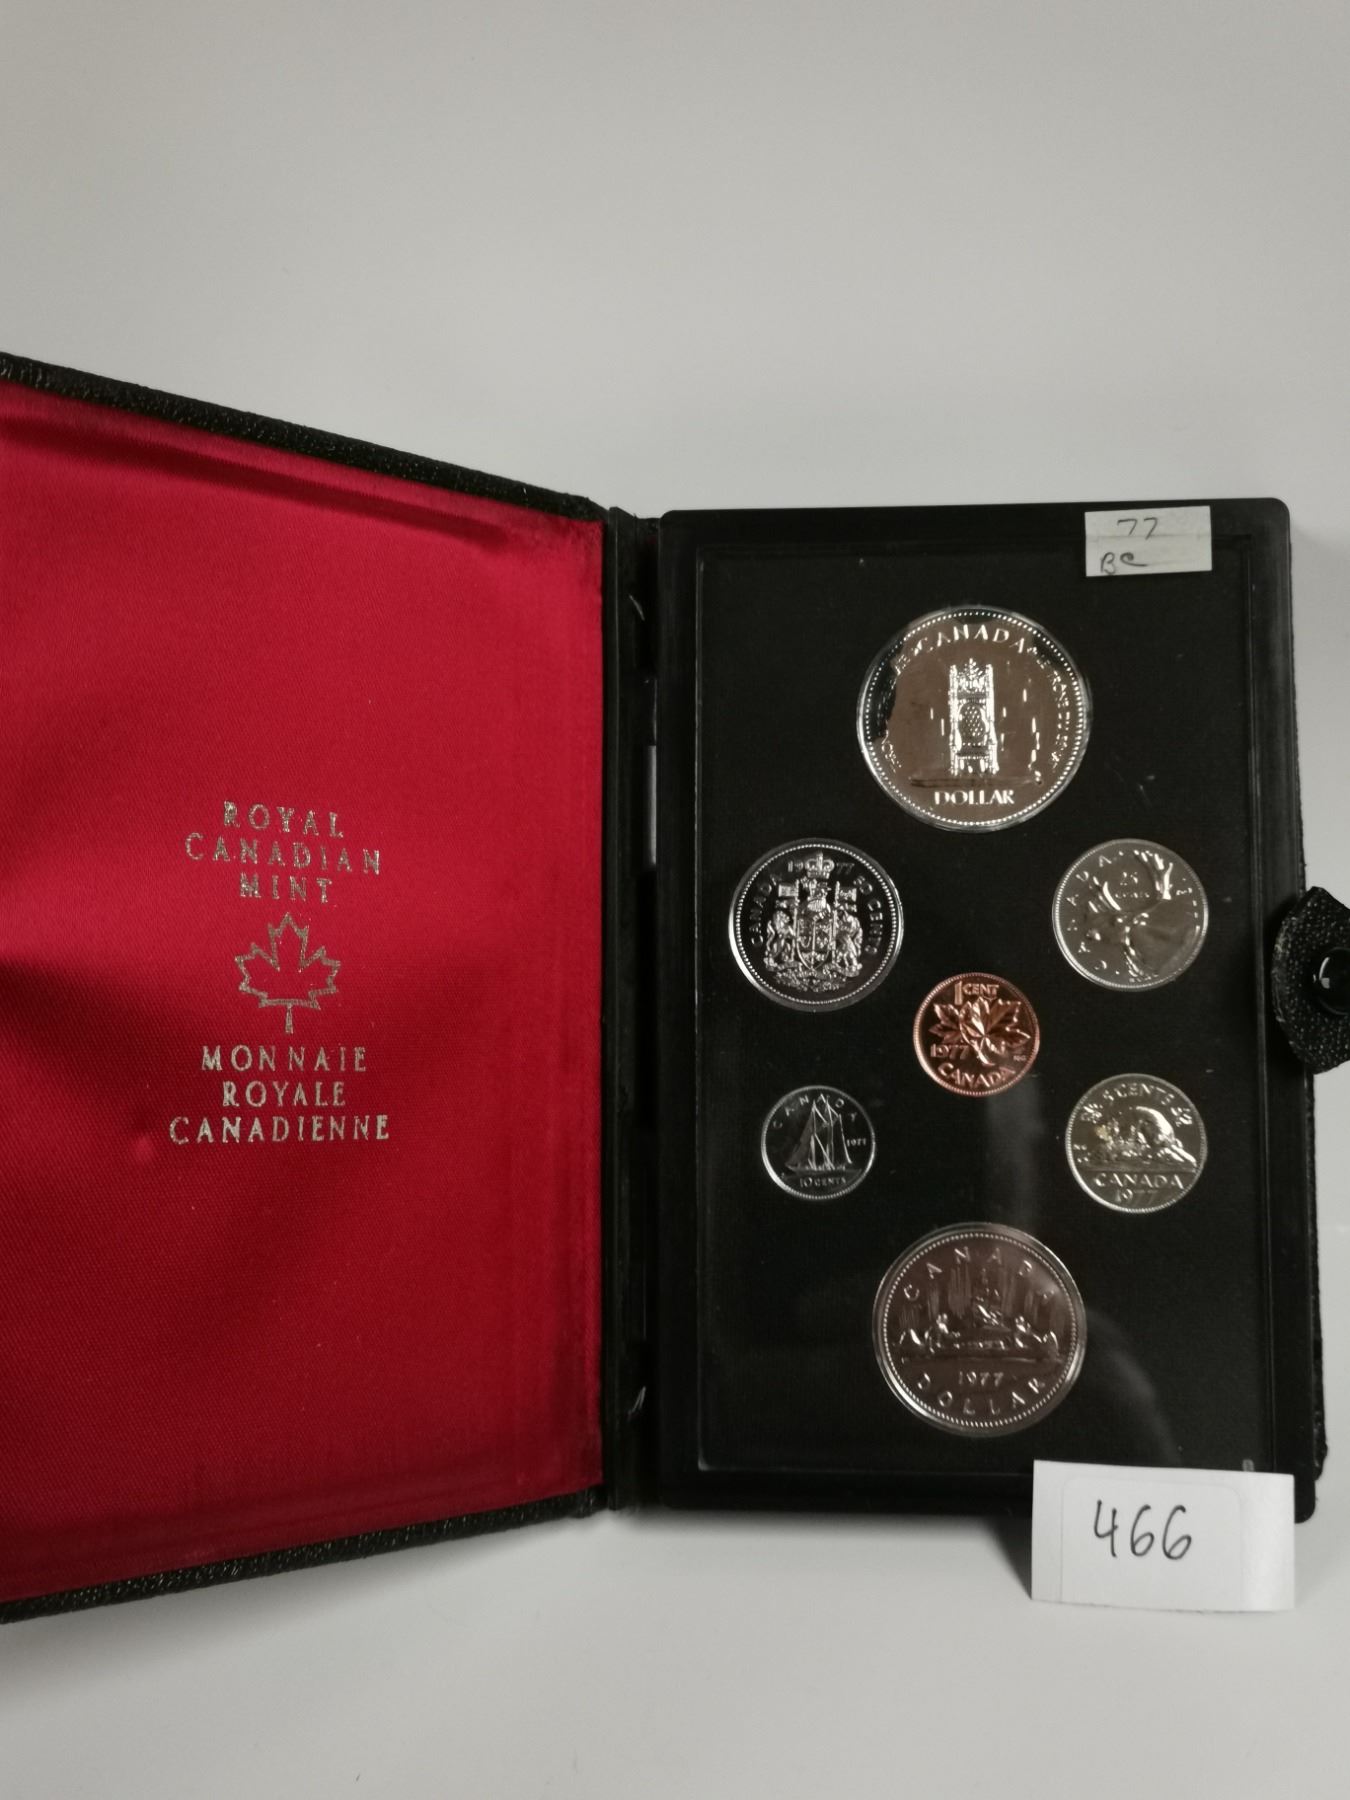 ROYAL
CANADIAN
MINT
MONNAIE
ROYALE
CANADIENNE
77
BC
CANADA
DOLLAR
CANADA 1977 50 CENTS
CANADA
25
1 CENT
1977
CANADA
CANADA
1977
10 CENTS
5 CENTS
CANADA
1977
CANADA
1977
DOLLAR
466